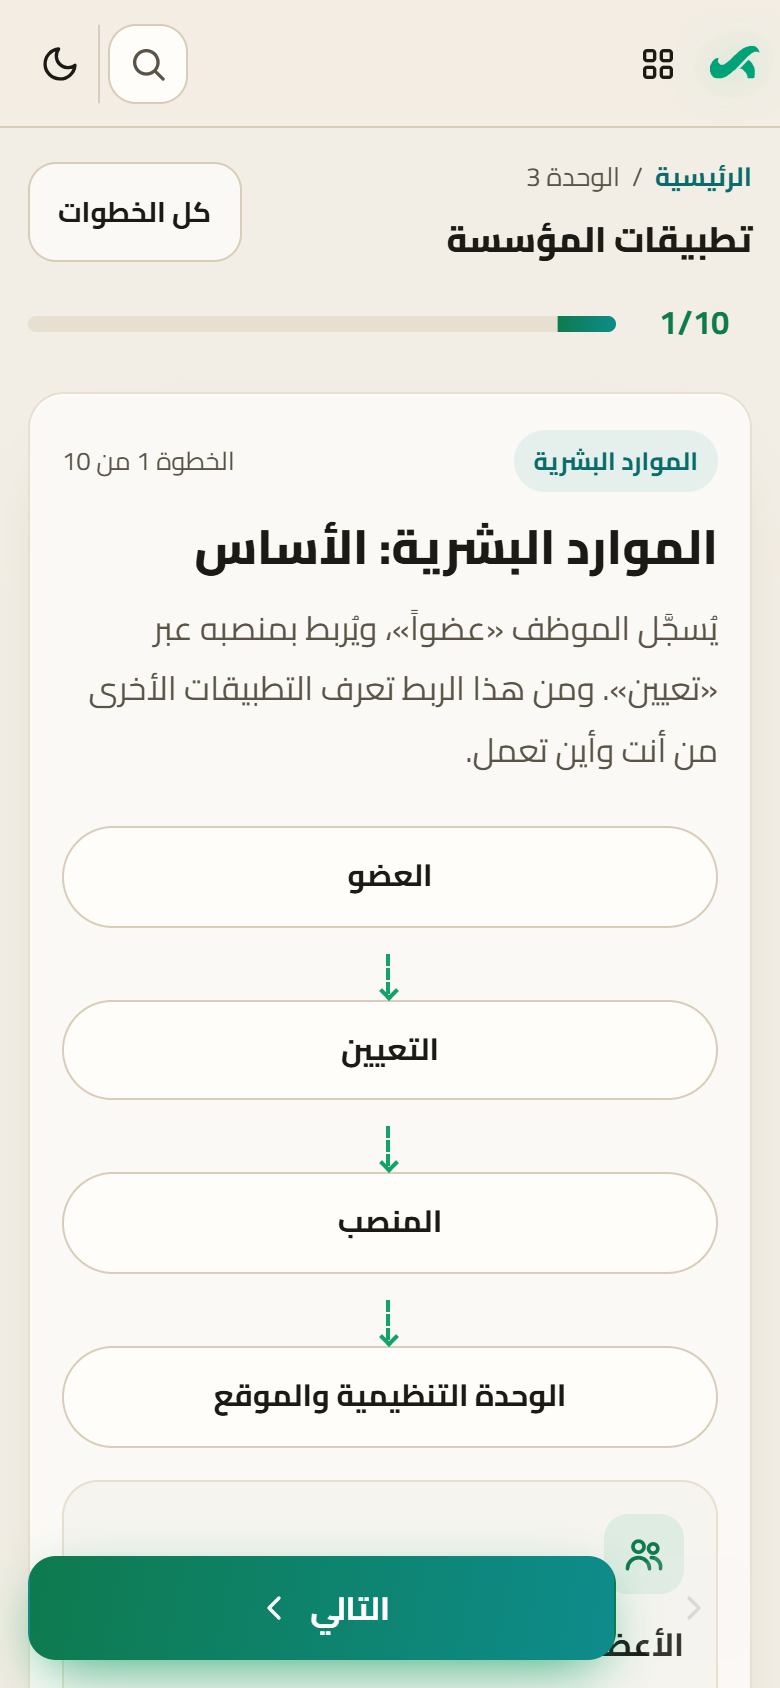 الرئيسية / الوحدة 3
تطبيقات المؤسسة
كل الخطوات
1/10
الموارد البشرية
الخطوة 1 من 10
الموارد البشرية: الأساس
يُسجَّل الموظف «عضواً»، ويُربط بمنصبه عبر
«تعيين». ومن هذا الربط تعرف التطبيقات الأخرى
من أنت وأين تعمل.
العضو
التعيين
المنصب
الوحدة التنظيمية والموقع
التالي